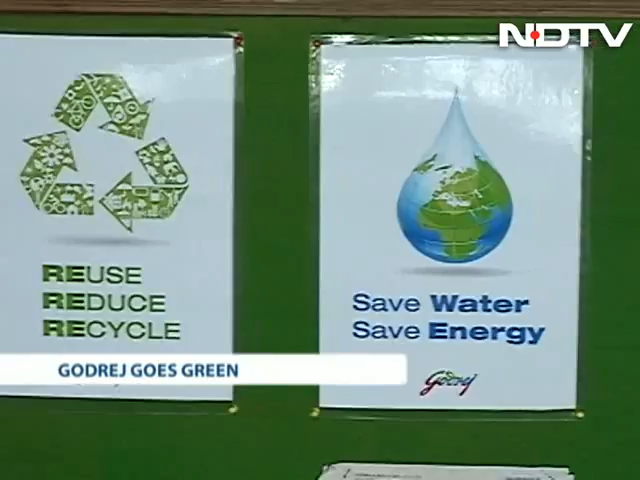 NDTV
REUSE
REDUCE
RECYCLE
Save Water
Save Energy
Godrej
GODREJ GOES GREEN